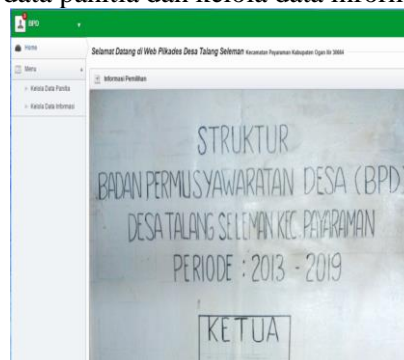 data panitia dan kelola data inform
BPD
Home
Selamat Datang di Web Pilkades Desa Talang Seleman Kecamatan Payaraman Kabupaten Ogan Ilir 30664
Menu
Informasi Pemilihan
Kelola Data Panitia
Kelola Data Informasi
STRUKTUR
BADAN PERMUSYAWARATAN DESA (BPD)
DESA TALANG SELEMAN KEC. PAYARAMAN
PERIODE : 2013 - 2019
KETUA